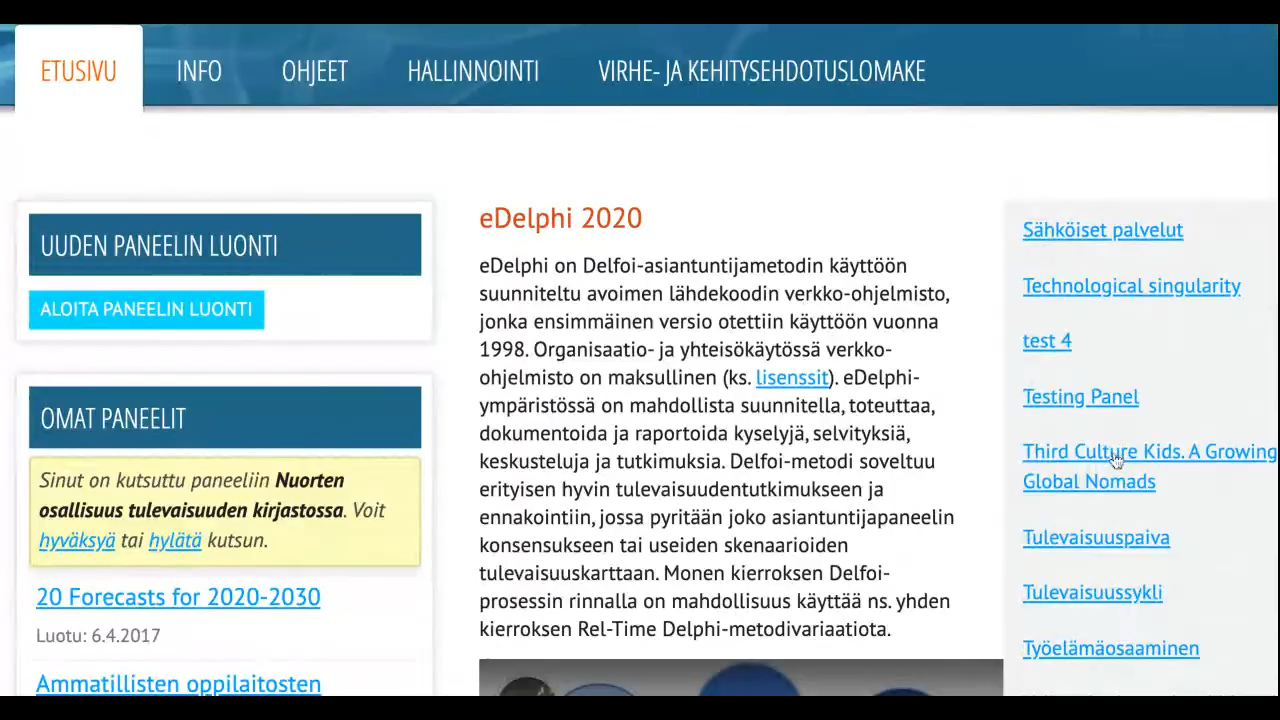 ETUSIVU INFO OHJEET HALLINNOINTI VIRHE- JA KEHITYSEHDOTUSLOMAKE
UUDEN PANEELIN LUONTI
ALOITA PANEELIN LUONTI
OMAT PANEELIT
Sinut on kutsuttu paneeliin Nuorten
osallisuus tulevaisuuden kirjastossa. Voit
hyväksyä tai hylätä kutsun.
20 Forecasts for 2020-2030
Luotu: 6.4.2017
Ammatillisten oppilaitosten
eDelphi 2020
eDelphi on Delfoi-asiantuntijametodin käyttöön
suunniteltu avoimen lähdekoodin verkko-ohjelmisto,
jonka ensimmäinen versio otettiin käyttöön vuonna
1998. Organisaatio- ja yhteisökäytössä verkko-
ohjelmisto on maksullinen (ks. lisenssit). eDelphi-
ympäristössä on mahdollista suunnitella, toteuttaa,
dokumentoida ja raportoida kyselyjä, selvityksiä,
keskusteluja ja tutkimuksia. Delfoi-metodi soveltuu
erityisen hyvin tulevaisuudentutkimukseen ja
ennakointiin, jossa pyritään joko asiantuntijapaneelin
konsensukseen tai useiden skenaarioiden
tulevaisuuskarttaan. Monen kierroksen Delfoi-
prosessin rinnalla on mahdollisuus käyttää ns. yhden
kierroksen Rel-Time Delphi-metodivariaatiota.
Sähköiset palvelut
Technological singularity
test 4
Testing Panel
Third Culture Kids. A Growing
Global Nomads
Tulevaisuuspaiva
Tulevaisuussykli
Työelämäosaaminen